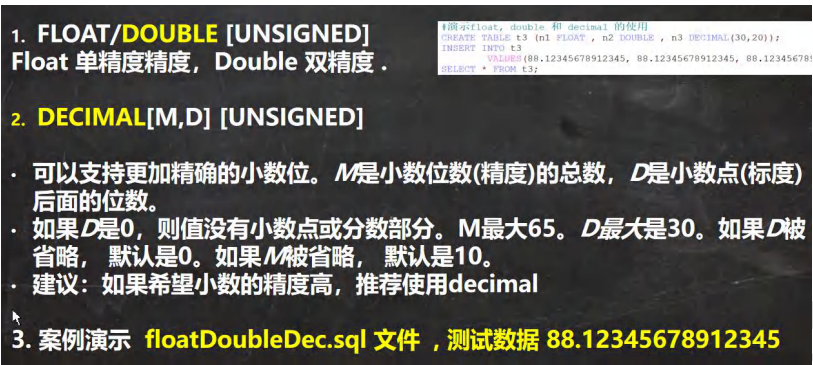 1. FLOAT/DOUBLE [UNSIGNED]
Float 单精度精度，Double 双精度 .
#演示float, double 和 decimal 的使用
CREATE TABLE t3 (n1 FLOAT , n2 DOUBLE , n3 DECIMAL(30,20));
INSERT INTO t3
VALUES(88.12345678912345, 88.12345678912345, 88.1234567891
SELECT * FROM t3;
2. DECIMAL[M,D] [UNSIGNED]
· 可以支持更加精确的小数位。M是小数位数(精度)的总数，D是小数点(标度)
后面的位数。
· 如果D是0，则值没有小数点或分数部分。M最大65。D最大是30。如果D被
省略， 默认是0。如果M被省略， 默认是10。
· 建议：如果希望小数的精度高，推荐使用decimal
3. 案例演示 floatDoubleDec.sql 文件 , 测试数据 88.12345678912345